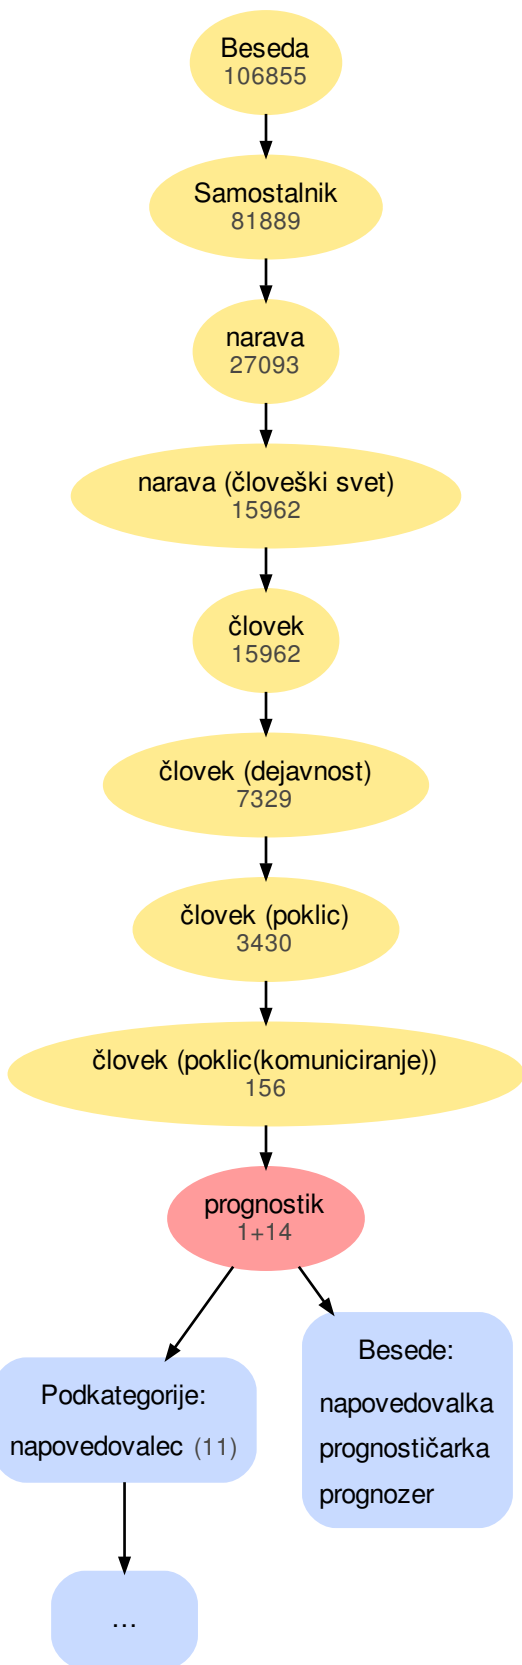 Beseda
106855
Samostalnik
81889
narava
27093
narava (človeški svet)
15962
človek
15962
človek (dejavnost)
7329
človek (poklic)
3430
človek (poklic(komuniciranje))
156
prognostik
1+14
Podkategorije:
napovedovalec (11)
…
Besede:
napovedovalka
prognostičarka
prognozer